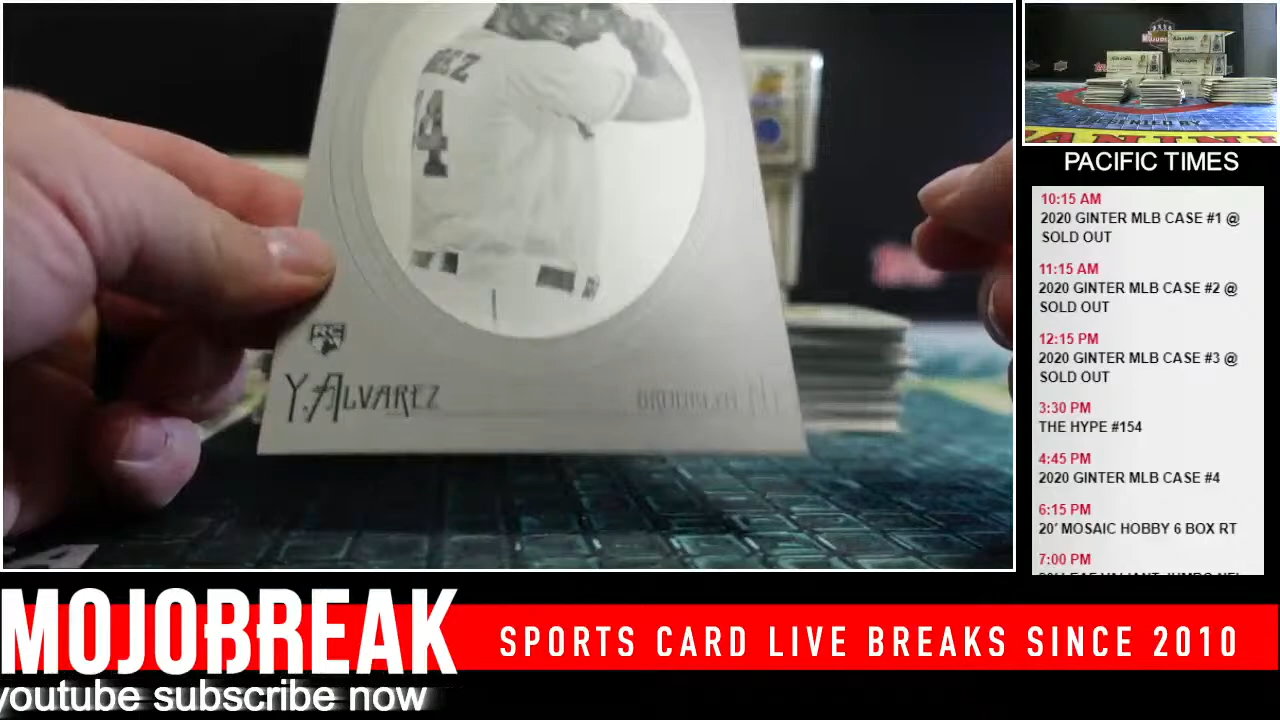 REZ
4
RC
Y. ALVAREZ
PACIFIC TIMES
10:15 AM
2020 GINTER MLB CASE #1 @
SOLD OUT
11:15 AM
2020 GINTER MLB CASE #2 @
SOLD OUT
12:15 PM
2020 GINTER MLB CASE #3 @
SOLD OUT
3:30 PM
THE HYPE #154
4:45 PM
2020 GINTER MLB CASE #4
6:15 PM
20' MOSAIC HOBBY 6 BOX RT
7:00 PM
MOJOBREAK
SPORTS CARD LIVE BREAKS SINCE 2010
youtube subscribe now